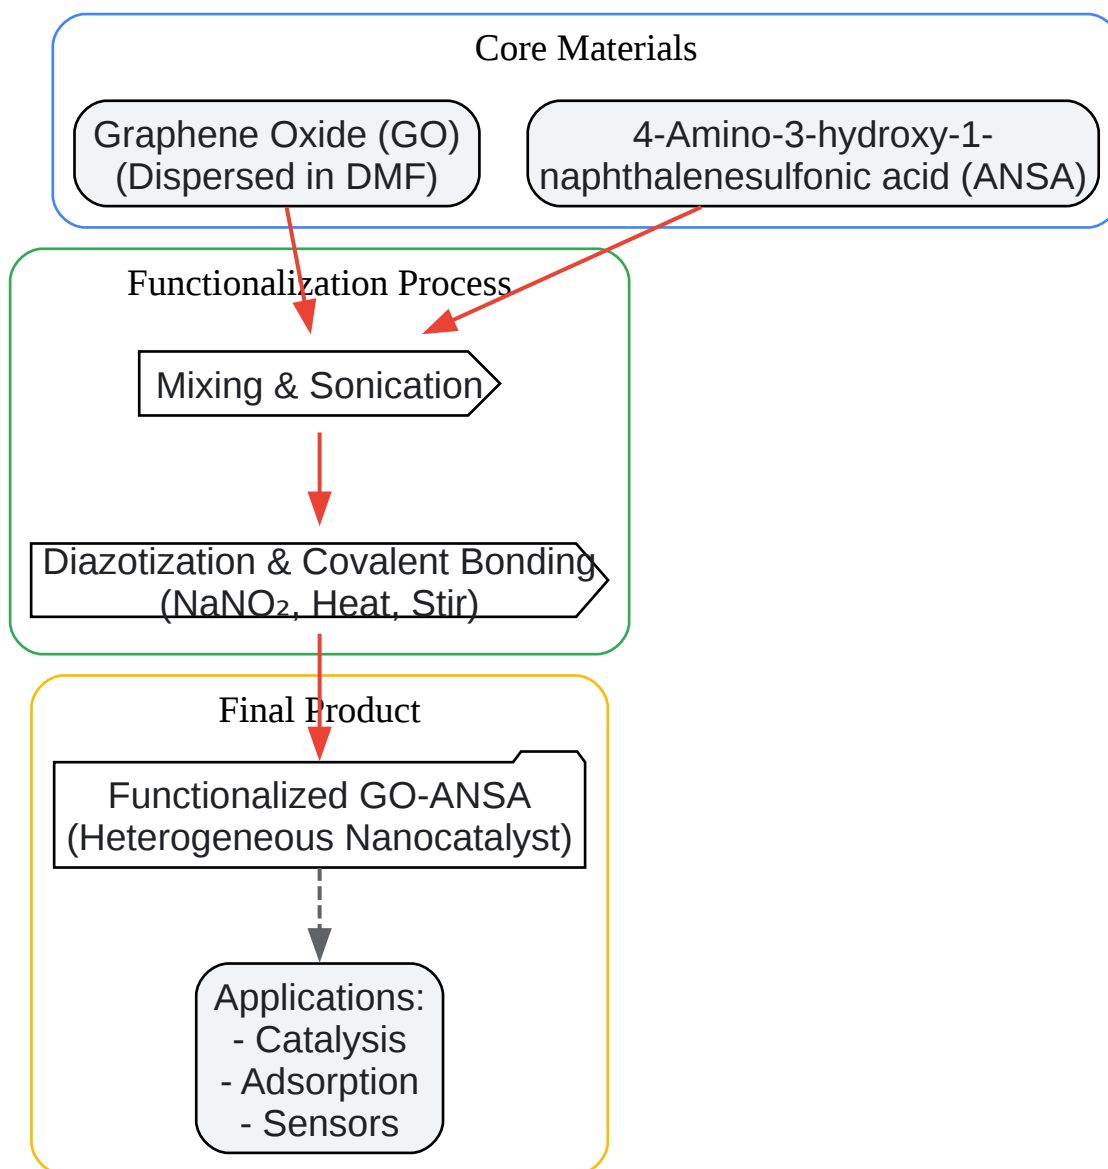 Core Materials
Graphene Oxide (GO)
(Dispersed in DMF)
4-Amino-3-hydroxy-1-
naphthalenesulfonic acid (ANSA)
Functionalization Process
Mixing & Sonication
Diazotization & Covalent Bonding
(NaNO₂, Heat, Stir)
Final Product
Functionalized GO-ANSA
(Heterogeneous Nanocatalyst)
Applications:
- Catalysis
- Adsorption
- Sensors